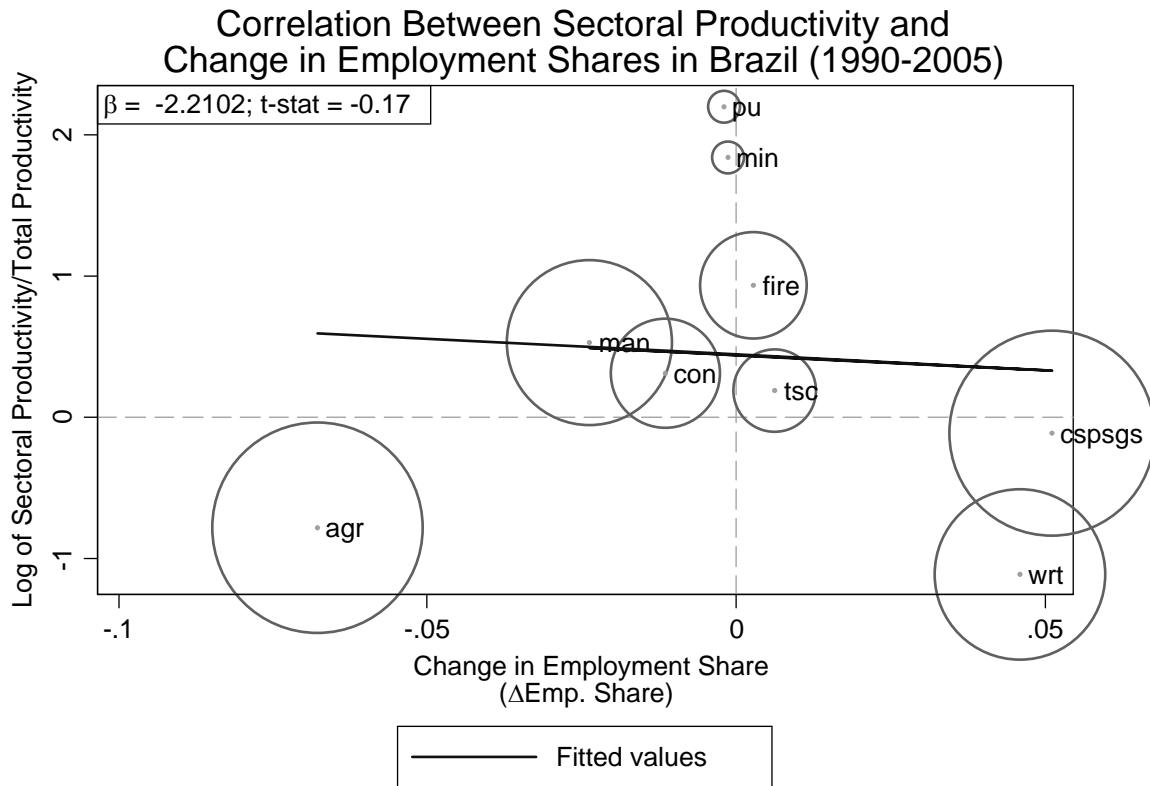 Correlation Between Sectoral Productivity and
Change in Employment Shares in Brazil (1990-2005)
β = -2.2102; t-stat = -0.17
Log of Sectoral Productivity/Total Productivity
2
1
0
-1
pu
min
fire
man
con
tsc
cspsgs
agr
wrt
-.1
-.05
0
.05
Change in Employment Share
(ΔEmp. Share)
Fitted values